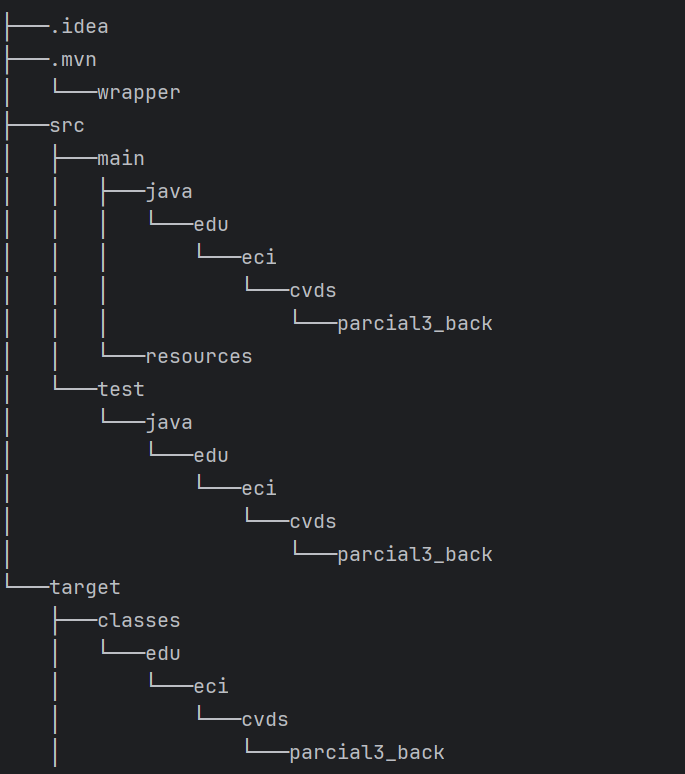 ├───.idea
├───.mvn
│   └───wrapper
├───src
│   ├───main
│   │   ├───java
│   │   │   └───edu
│   │   │       └───eci
│   │   │           └───cvds
│   │   │               └───parcial3_back
│   │   └───resources
│   └───test
│       └───java
│           └───edu
│               └───eci
│                   └───cvds
│                       └───parcial3_back
└───target
    ├───classes
    │   └───edu
    │       └───eci
    │           └───cvds
    │               └───parcial3_back